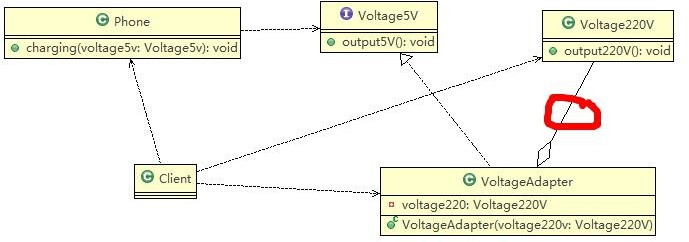 Phone
charging(voltage5v: Voltage5v): void
I Voltage5V
output5V(): void
C Voltage220V
output220V(): void
C Client
C VoltageAdapter
voltage220: Voltage220V
C VoltageAdapter(voltage220v: Voltage220V)